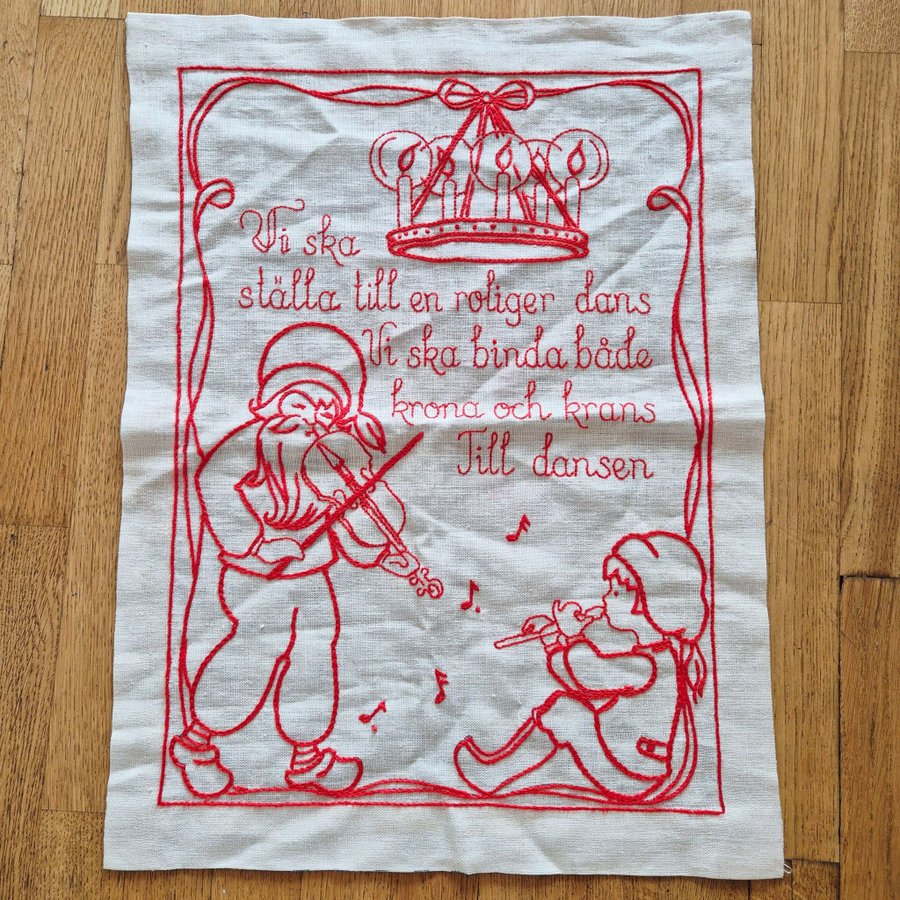 Vi ska
ställa till en roliger dans
Vi ska binda både
krona och krans
Till dansen